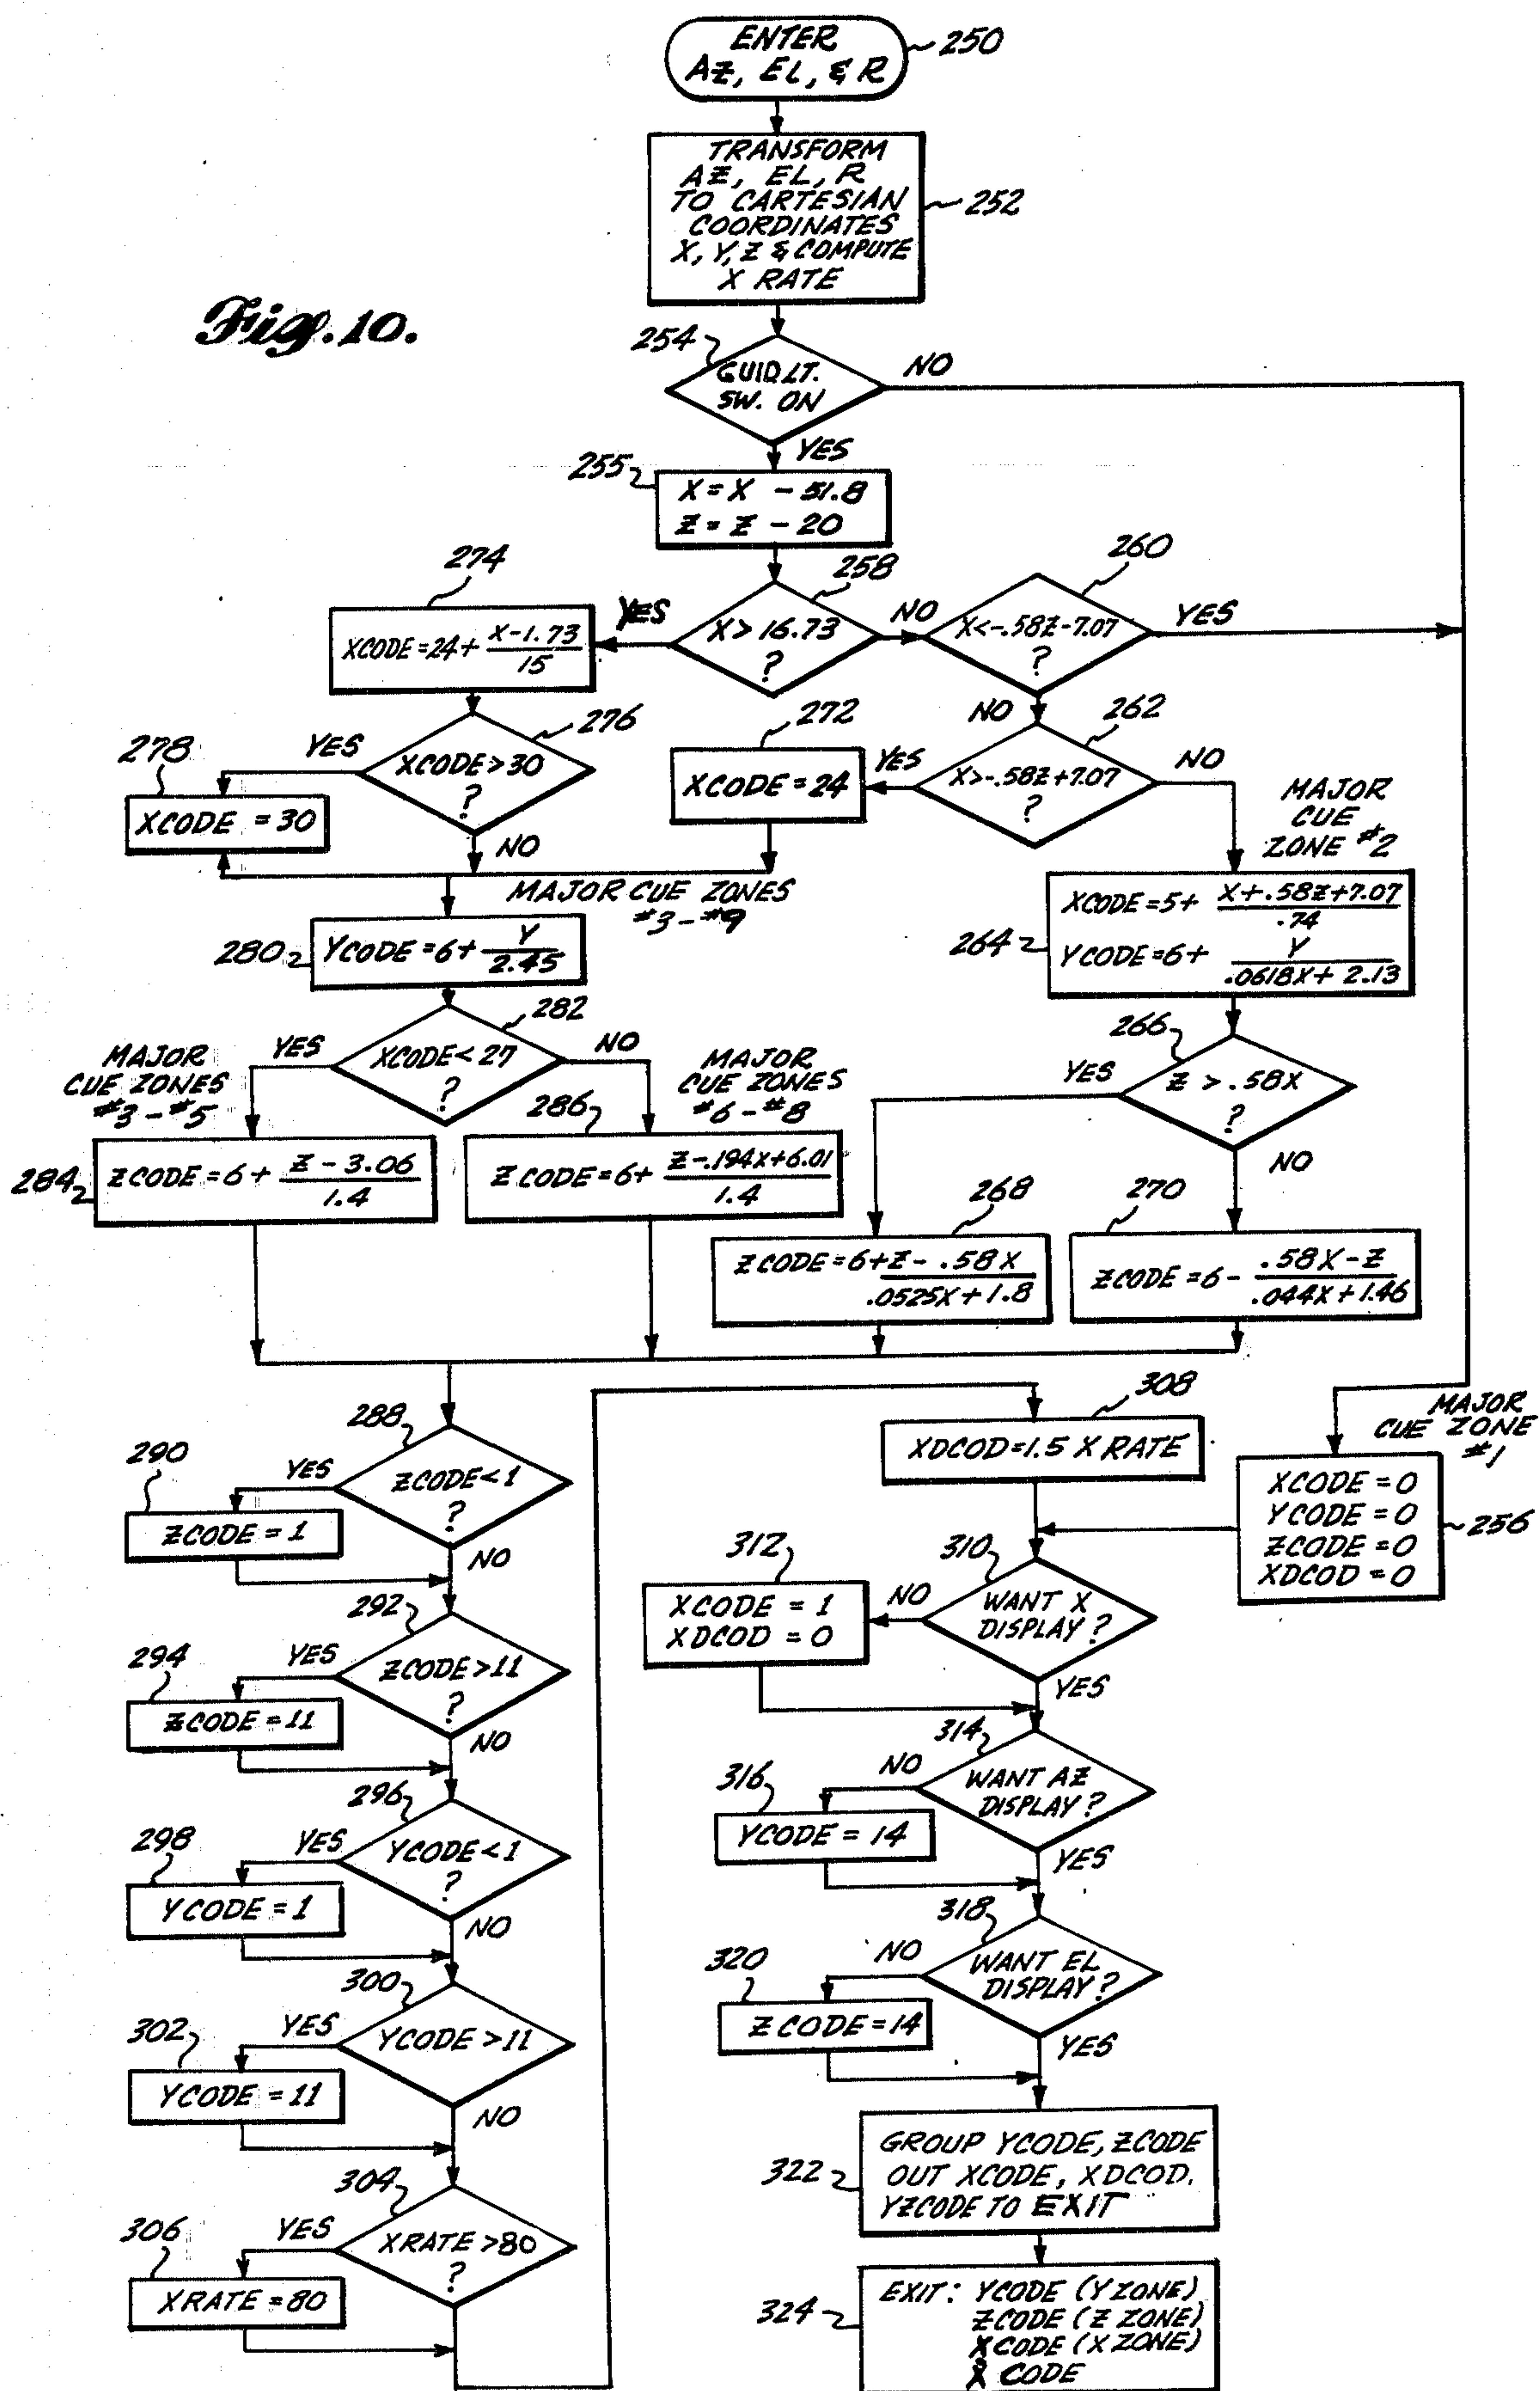 ENTER
AZ, EL, & R
250
TRANSFORM
AZ, EL, R
TO CARTESIAN
COORDINATES
X, Y, Z & COMPUTE
X RATE
252
Fig. 10.
254
GUID LT.
SW. ON
NO
YES
255
X = X - 51.8
Z = Z - 20
274
258
260
XCODE = 24 + X-1.73 / 15
YES
X > 16.73
?
NO
X<-.58Z-7.07
?
YES
276
272
NO
262
278
YES
XCODE > 30
?
XCODE = 24
YES
X>-.58Z+7.07
?
NO
XCODE = 30
NO
MAJOR
CUE
ZONE #2
MAJOR CUE ZONES
#3 - #9
280
YCODE = 6 + Y / 2.45
264
XCODE = 5 + X + .58Z + 7.07 / .74
YCODE = 6 + Y / .0618X + 2.13
282
266
MAJOR
CUE ZONES
#3 - #5
YES
XCODE < 27
?
NO
MAJOR
CUE ZONES
#6 - #8
YES
Z > .58X
?
NO
284
ZCODE = 6 + Z - 3.06 / 1.4
286
ZCODE = 6 + Z-.194X+6.01 / 1.4
268
ZCODE = 6 + Z - .58X / .0525X + 1.8
270
ZCODE = 6 - .58X - Z / .044X + 1.46
288
290
YES
ZCODE < 1
?
ZCODE = 1
NO
292
294
YES
ZCODE > 11
?
ZCODE = 11
NO
296
298
YES
YCODE < 1
?
YCODE = 1
NO
300
302
YES
YCODE > 11
YCODE = 11
NO
304
306
YES
XRATE > 80
?
XRATE = 80
308
XDCOD = 1.5 X RATE
MAJOR
CUE ZONE
#1
XCODE = 0
YCODE = 0
ZCODE = 0
XDCOD = 0
256
312
310
XCODE = 1
XDCOD = 0
NO
WANT X
DISPLAY ?
YES
314
316
NO
WANT AZ
DISPLAY ?
YCODE = 14
YES
318
320
NO
WANT EL
DISPLAY ?
ZCODE = 14
YES
322
GROUP YCODE, ZCODE
OUT XCODE, XDCOD.
YZCODE TO EXIT
324
EXIT: YCODE (Y ZONE)
ZCODE (Z ZONE)
XCODE (X ZONE)
Ẋ CODE